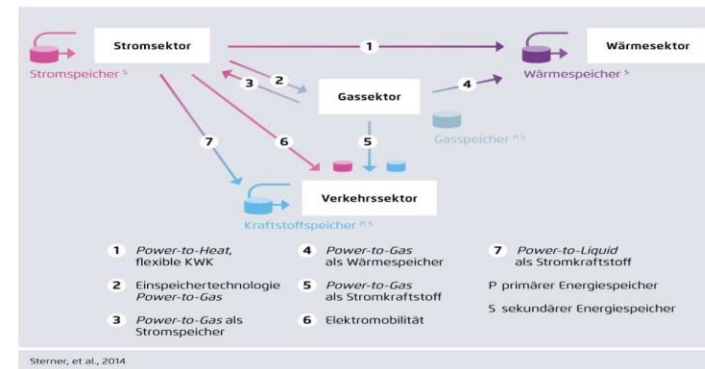 Stromsektor
1
Wärmesektor
Stromspeicher S
Wärmespeicher S
3
2
4
Gassektor
Gasspeicher P, S
7
6
5
Verkehrssektor
Kraftstoffspeicher P, S
1 Power-to-Heat,
flexible KWK
2 Einspeichertechnologie
Power-to-Gas
3 Power-to-Gas als
Stromspeicher
4 Power-to-Gas
als Wärmespeicher
5 Power-to-Gas
als Stromkraftstoff
6 Elektromobilität
7 Power-to-Liquid
als Stromkraftstoff
P primärer Energiespeicher
S sekundärer Energiespeicher
Sterner, et al., 2014